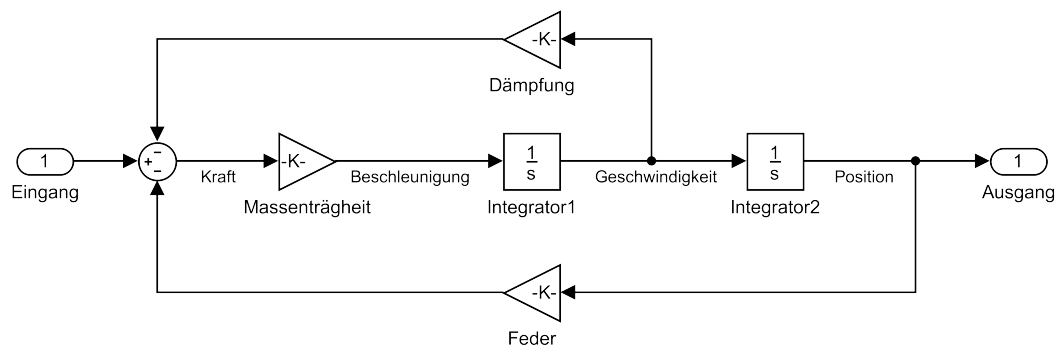 -K-
Dämpfung
1
Eingang
+
−
−
Kraft
-K-
Massenträgheit
Beschleunigung
1
s
Integrator1
Geschwindigkeit
1
s
Integrator2
Position
1
Ausgang
-K-
Feder